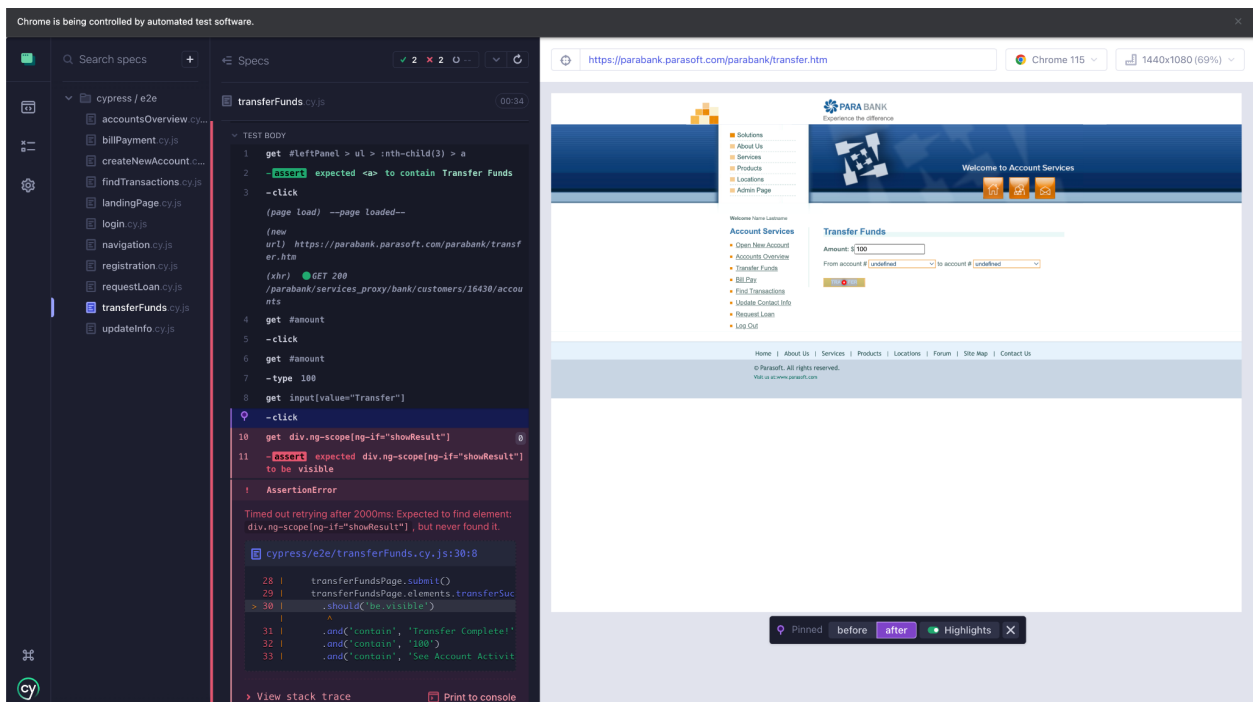 Chrome is being controlled by automated test software.
Search specs
+
Specs
2
2
--
https://parabank.parasoft.com/parabank/transfer.htm
Chrome 115
1440x1080 (69%)
cypress / e2e
accountsOverview.cy...
billPayment.cy.js
createNewAccount.c...
findTransactions.cy.js
landingPage.cy.js
login.cy.js
navigation.cy.js
registration.cy.js
requestLoan.cy.js
transferFunds.cy.js
updateInfo.cy.js
cy
transferFunds.cy.js
00:34
TEST BODY
1 get #leftPanel > ul > :nth-child(3) > a
2 -assert expected <a> to contain Transfer Funds
3 -click
(page load) --page loaded--
(new
url) https://parabank.parasoft.com/parabank/transf
er.htm
(xhr) GET 200
/parabank/services_proxy/bank/customers/16430/accou
nts
4 get #amount
5 -click
6 get #amount
7 -type 100
8 get input[value="Transfer"]
-click
10 get div.ng-scope[ng-if="showResult"] 0
11 -assert expected div.ng-scope[ng-if="showResult"]
to be visible
! AssertionError
Timed out retrying after 2000ms: Expected to find element:
div.ng-scope[ng-if="showResult"], but never found it.
cypress/e2e/transferFunds.cy.js:30:8
28 | transferFundsPage.submit()
29 | transferFundsPage.elements.transferSuc
> 30 | .should('be.visible')
| ^
31 | .and('contain', 'Transfer Complete!'
32 | .and('contain', '100')
33 | .and('contain', 'See Account Activit
> View stack trace
Print to console
PARA BANK
Experience the difference
Solutions
About Us
Services
Products
Locations
Admin Page
Welcome to Account Services
Welcome Name Lastname
Account Services
Open New Account
Accounts Overview
Transfer Funds
Bill Pay
Find Transactions
Update Contact Info
Request Loan
Log Out
Transfer Funds
Amount: $ 100
From account # undefined to account # undefined
Home | About Us | Services | Products | Locations | Forum | Site Map | Contact Us
© Parasoft. All rights reserved.
Visit us at:www.parasoft.com
Pinned before after Highlights